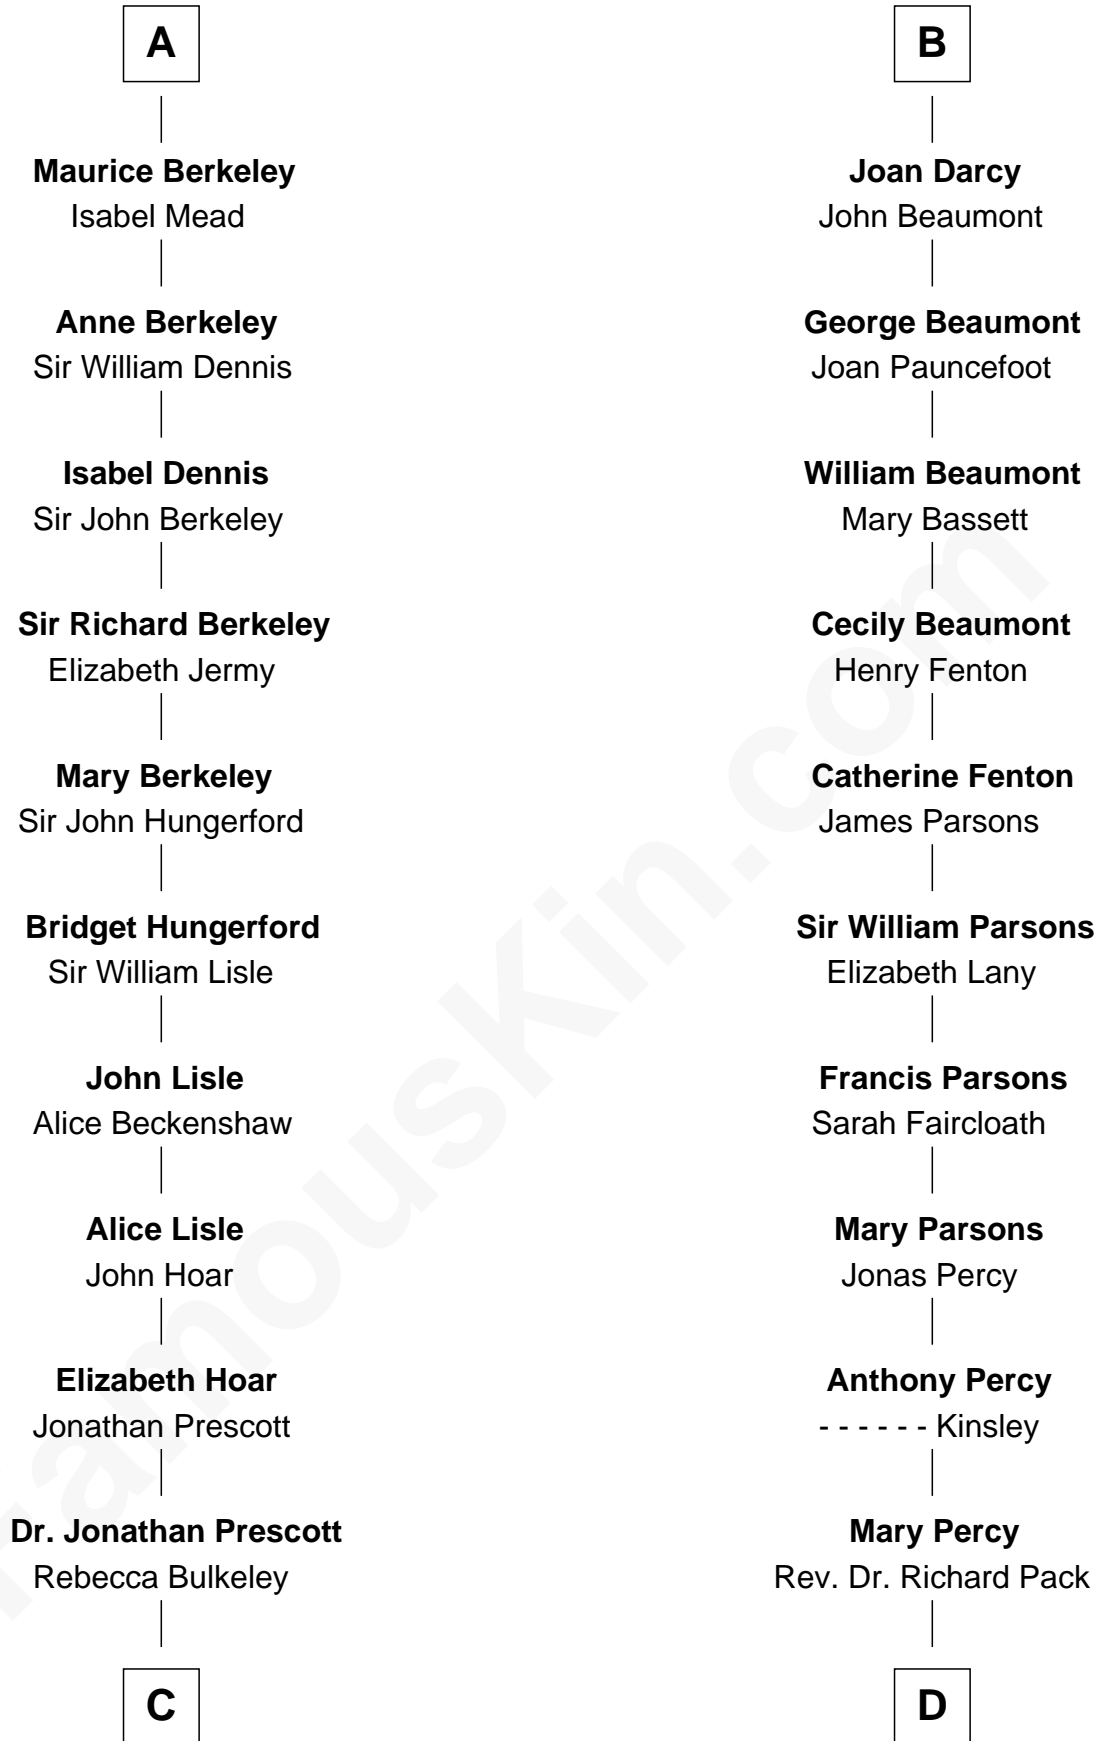 A
Maurice Berkeley
Isabel Mead
Anne Berkeley
Sir William Dennis
Isabel Dennis
Sir John Berkeley
Sir Richard Berkeley
Elizabeth Jermy
Mary Berkeley
Sir John Hungerford
Bridget Hungerford
Sir William Lisle
John Lisle
Alice Beckenshaw
Alice Lisle
John Hoar
Elizabeth Hoar
Jonathan Prescott
Dr. Jonathan Prescott
Rebecca Bulkeley
C
B
Joan Darcy
John Beaumont
George Beaumont
Joan Pauncefoot
William Beaumont
Mary Bassett
Cecily Beaumont
Henry Fenton
Catherine Fenton
James Parsons
Sir William Parsons
Elizabeth Lany
Francis Parsons
Sarah Faircloath
Mary Parsons
Jonas Percy
Anthony Percy
- - - - - - Kinsley
Mary Percy
Rev. Dr. Richard Pack
D
FamousKin.com